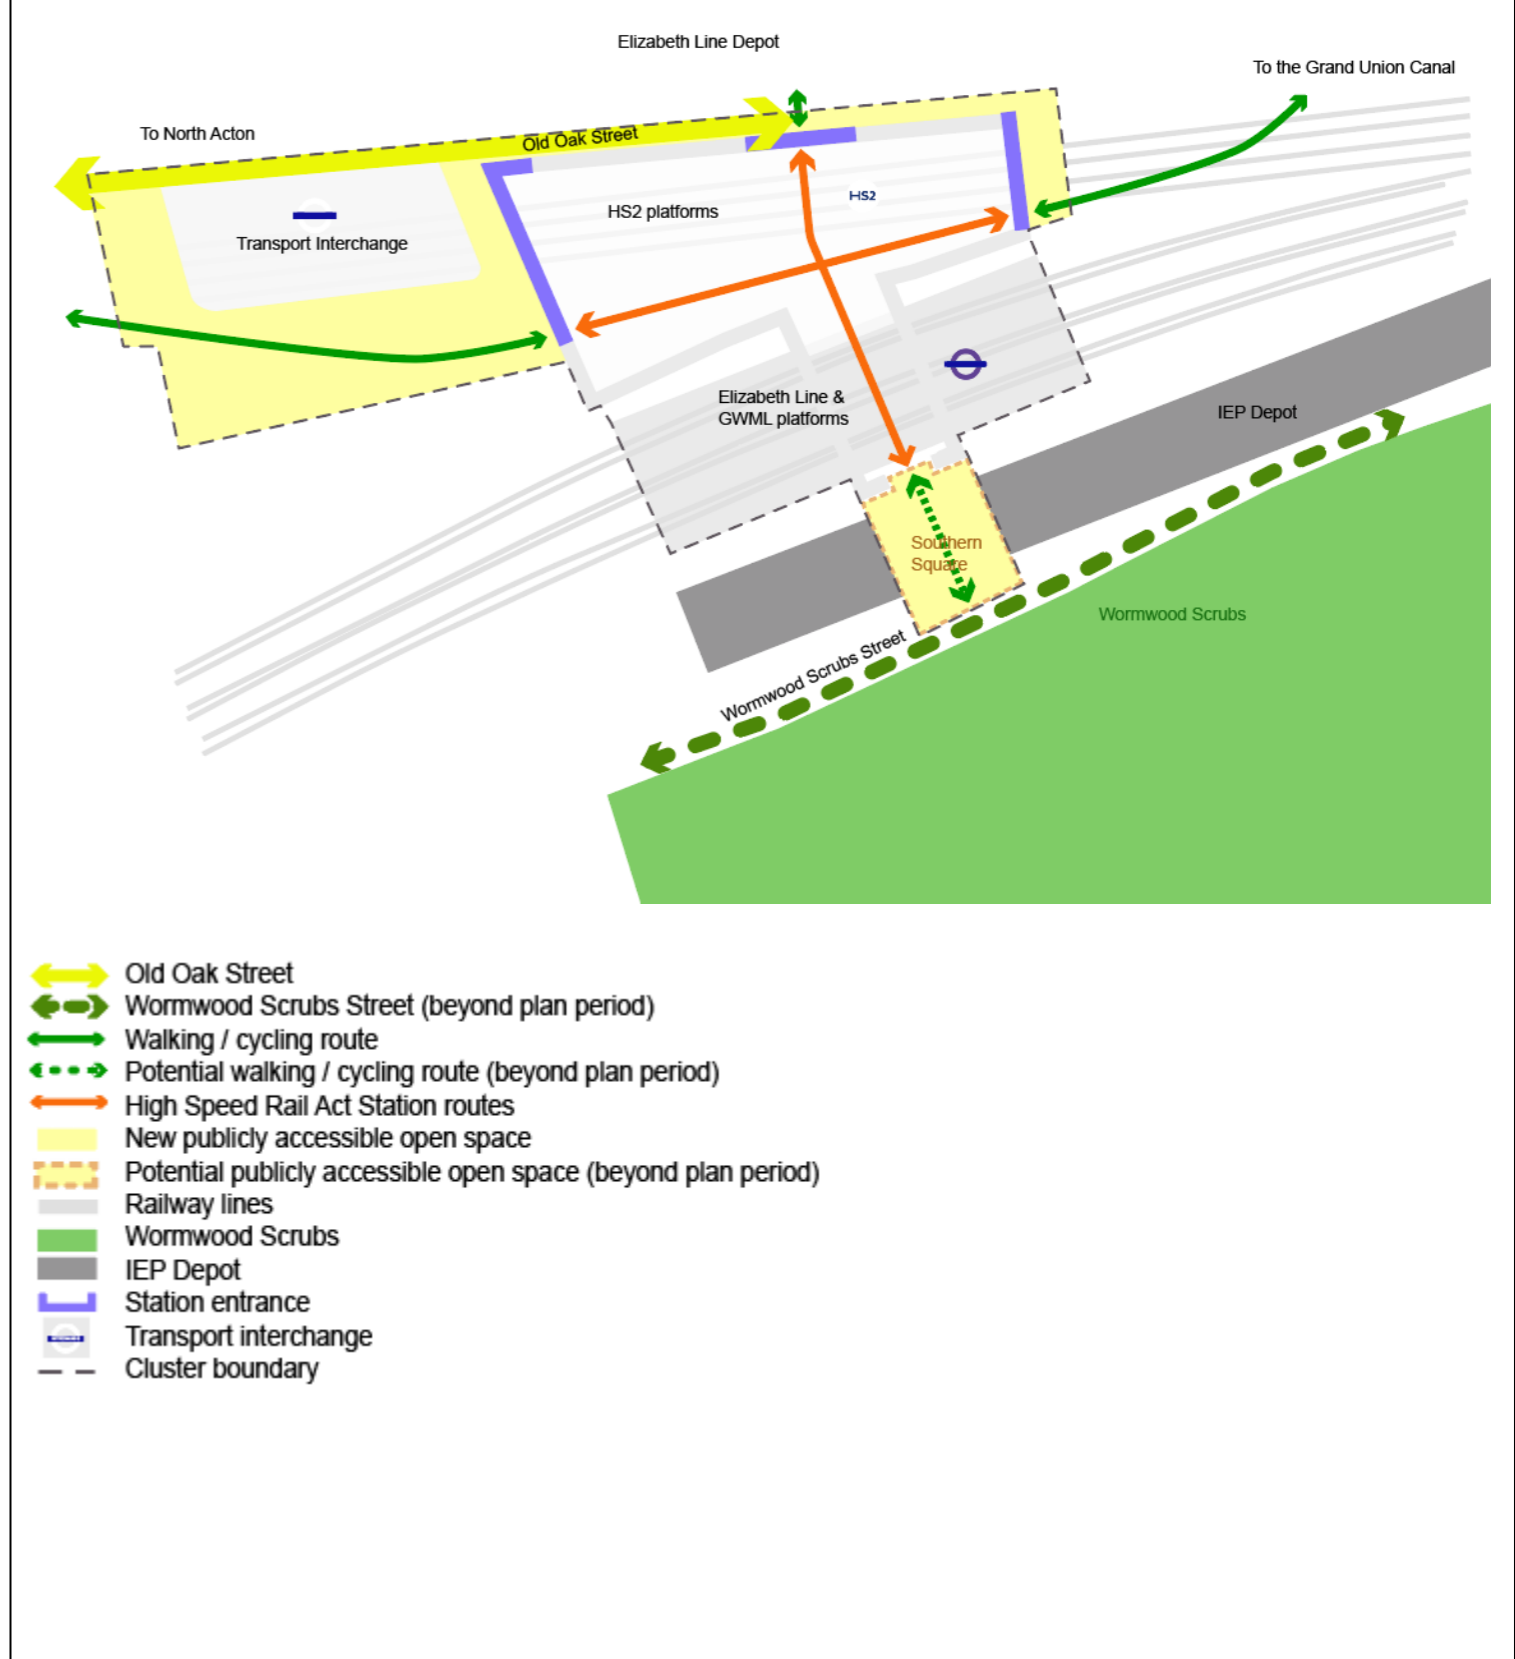 Elizabeth Line Depot
To the Grand Union Canal
To North Acton
Old Oak Street
HS2
HS2 platforms
Transport Interchange
Elizabeth Line &
GWML platforms
IEP Depot
Southern
Square
Wormwood Scrubs
Wormwood Scrubs Street
Old Oak Street
Wormwood Scrubs Street (beyond plan period)
Walking / cycling route
Potential walking / cycling route (beyond plan period)
High Speed Rail Act Station routes
New publicly accessible open space
Potential publicly accessible open space (beyond plan period)
Railway lines
Wormwood Scrubs
IEP Depot
Station entrance
Transport interchange
Cluster boundary